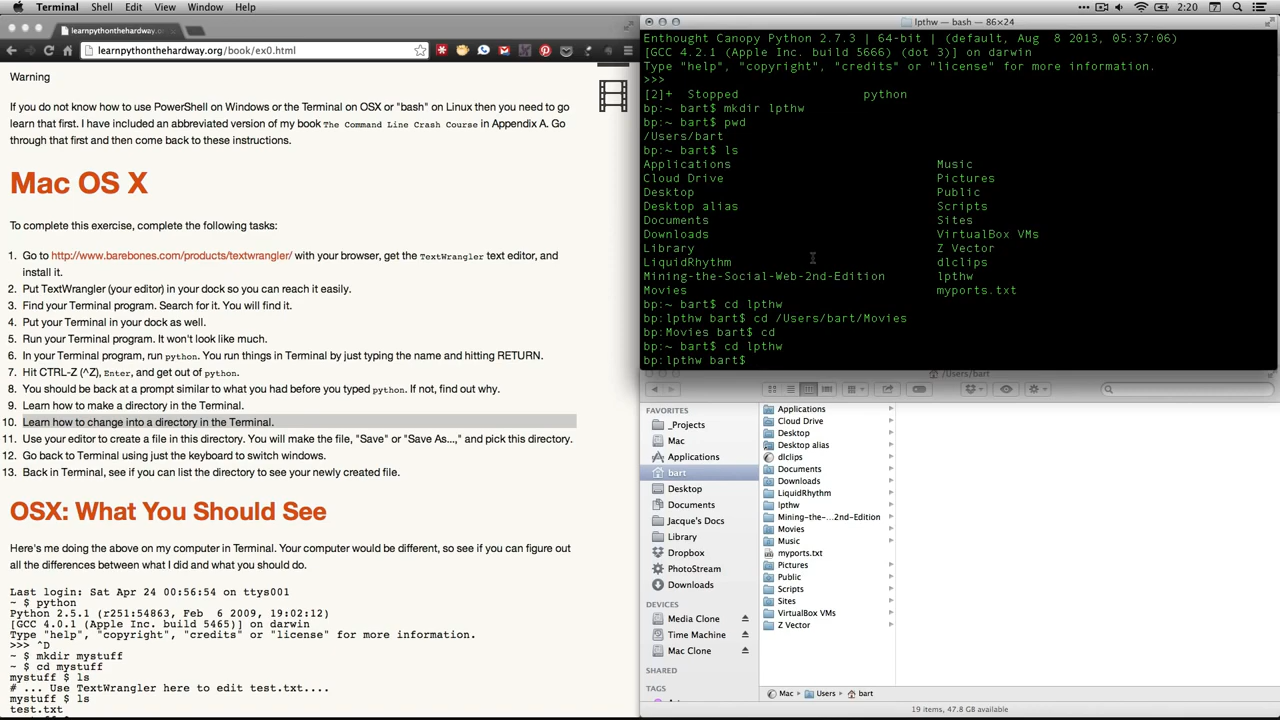 Terminal Shell Edit View Window Help
2:20
learnpythonthehardway.org/
learnpythonthehardway.org/book/ex0.html
Warning
If you do not know how to use PowerShell on Windows or the Terminal on OSX or "bash" on Linux then you need to go
learn that first. I have included an abbreviated version of my book The Command Line Crash Course in Appendix A. Go
through that first and then come back to these instructions.
Mac OS X
To complete this exercise, complete the following tasks:
1. Go to http://www.barebones.com/products/textwrangler/ with your browser, get the TextWrangler text editor, and
install it.
2. Put TextWrangler (your editor) in your dock so you can reach it easily.
3. Find your Terminal program. Search for it. You will find it.
4. Put your Terminal in your dock as well.
5. Run your Terminal program. It won't look like much.
6. In your Terminal program, run python. You run things in Terminal by just typing the name and hitting RETURN.
7. Hit CTRL-Z (^Z), Enter, and get out of python.
8. You should be back at a prompt similar to what you had before you typed python. If not, find out why.
9. Learn how to make a directory in the Terminal.
10. Learn how to change into a directory in the Terminal.
11. Use your editor to create a file in this directory. You will make the file, "Save" or "Save As...," and pick this directory.
12. Go back to Terminal using just the keyboard to switch windows.
13. Back in Terminal, see if you can list the directory to see your newly created file.
OSX: What You Should See
Here's me doing the above on my computer in Terminal. Your computer would be different, so see if you can figure out
all the differences between what I did and what you should do.
Last login: Sat Apr 24 00:56:54 on ttys001
~ $ python
Python 2.5.1 (r251:54863, Feb  6 2009, 19:02:12)
[GCC 4.0.1 (Apple Inc. build 5465)] on darwin
Type "help", "copyright", "credits" or "license" for more information.
>>> ^D
~ $ mkdir mystuff
~ $ cd mystuff
mystuff $ ls
# ... Use TextWrangler here to edit test.txt....
mystuff $ ls
test.txt
lpthw — bash — 86×24
Enthought Canopy Python 2.7.3 | 64-bit | (default, Aug  8 2013, 05:37:06)
[GCC 4.2.1 (Apple Inc. build 5666) (dot 3)] on darwin
Type "help", "copyright", "credits" or "license" for more information.
>>>
[2]+  Stopped                 python
bp:~ bart$ mkdir lpthw
bp:~ bart$ pwd
/Users/bart
bp:~ bart$ ls
Applications Music
Cloud Drive Pictures
Desktop Public
Desktop alias Scripts
Documents Sites
Downloads VirtualBox VMs
Library Z Vector
LiquidRhythm dlclips
Mining-the-Social-Web-2nd-Edition lpthw
Movies myports.txt
bp:~ bart$ cd lpthw
bp:lpthw bart$ cd /Users/bart/Movies
bp:Movies bart$ cd
bp:~ bart$ cd lpthw
bp:lpthw bart$
/Users/bart
FAVORITES
_Projects
Mac
Applications
bart
Desktop
Documents
Jacque's Docs
Library
Dropbox
PhotoStream
Downloads
DEVICES
Media Clone
Time Machine
Mac Clone
SHARED
TAGS
Applications
Cloud Drive
Desktop
Desktop alias
dlclips
Documents
Downloads
LiquidRhythm
lpthw
Mining-the-...2nd-Edition
Movies
Music
myports.txt
Pictures
Public
Scripts
Sites
VirtualBox VMs
Z Vector
Mac Users bart
19 items, 47.8 GB available